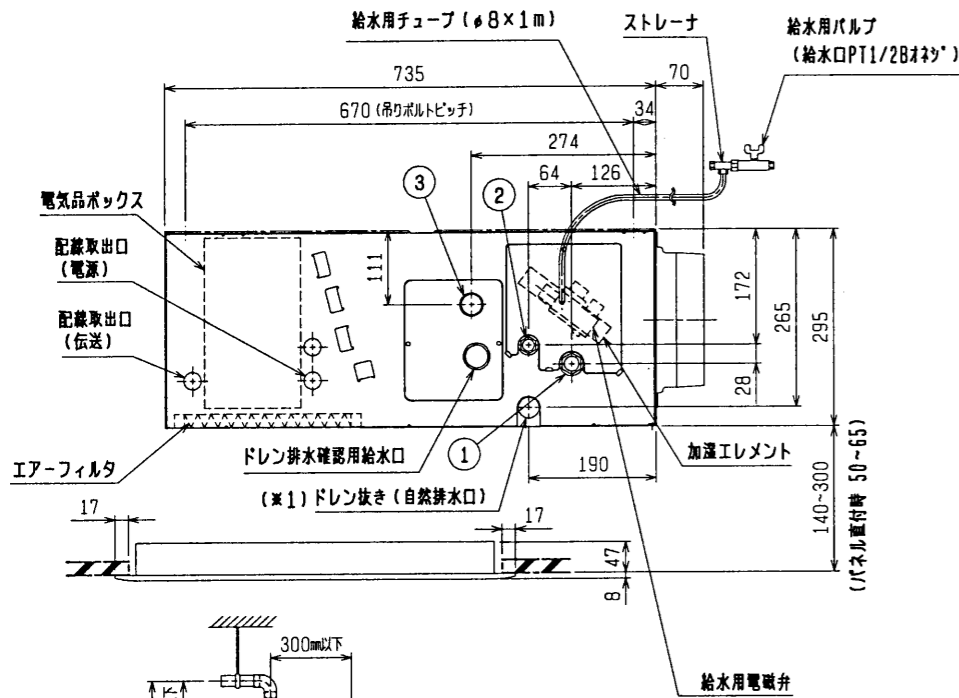 給水用チューブ(φ8×1m)
ストレーナ
給水用バルブ
(給水口PT1/2Bオネジ)
735
70
670(吊りボルトピッチ)
34
274
64
126
③
②
電気品ボックス
配線取出口
(電源)
配線取出口
(伝送)
111
172
265
295
28
エアーフィルタ
ドレン排水確認用給水口
①
加湿エレメント
(※1)ドレン抜き(自然排水口)
190
140~300
(パネル直付時 50~65)
17
17
47
8
300mm以下
給水用電磁弁